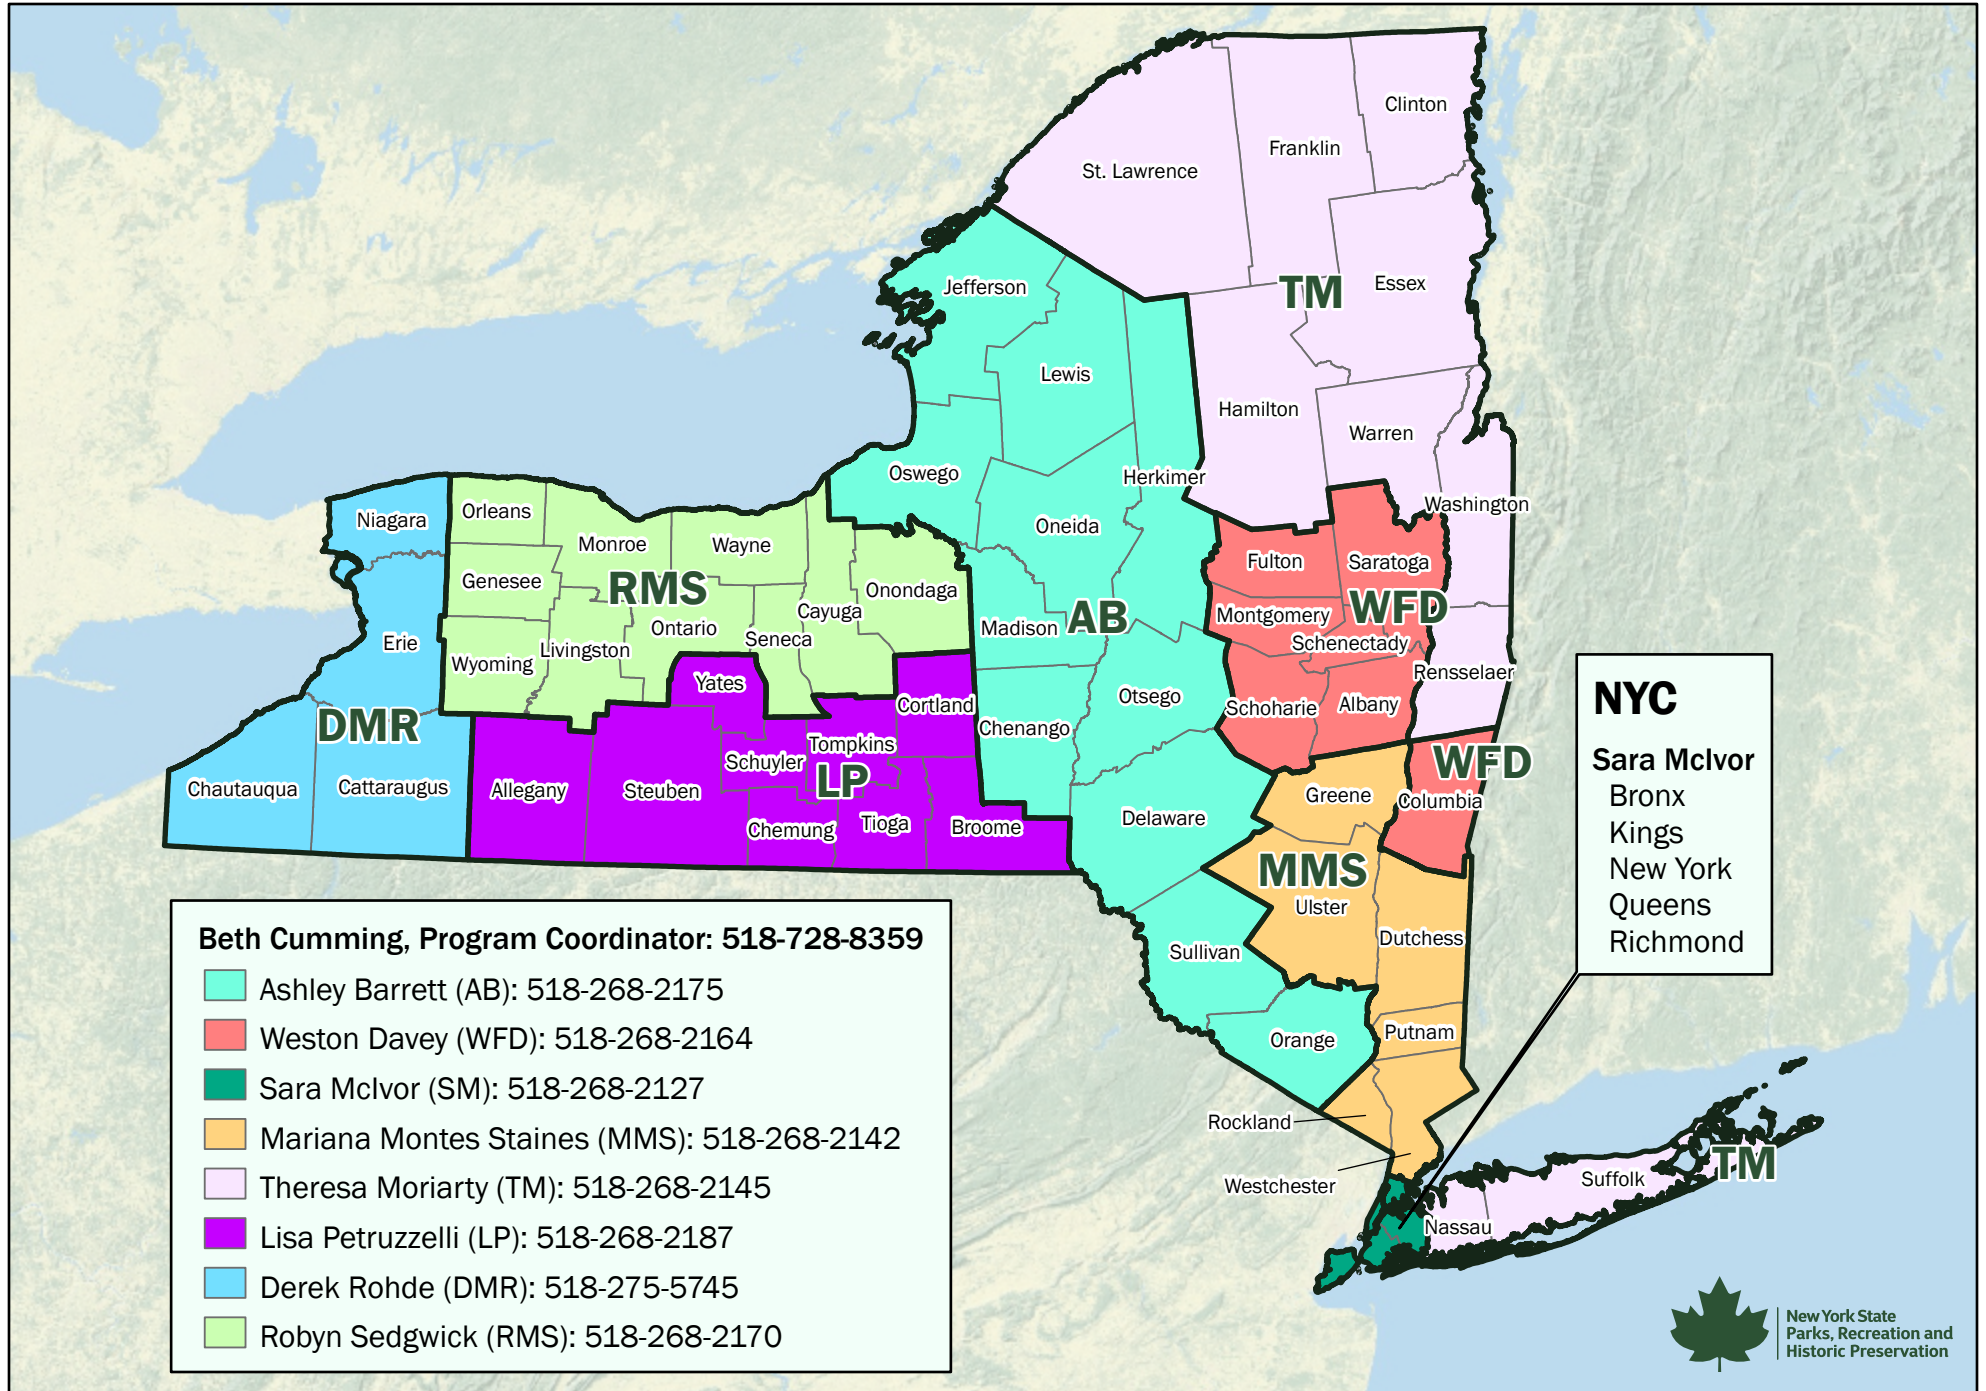 Clinton
Franklin
St. Lawrence
Essex
TM
Jefferson
Lewis
Hamilton
Warren
Oswego
Herkimer
Washington
Niagara
Orleans
Oneida
Monroe
Wayne
Fulton
Saratoga
Genesee
RMS
Onondaga
Cayuga
AB
WFD
Montgomery
Ontario
Madison
Erie
Seneca
Schenectady
Livingston
Wyoming
Rensselaer
Yates
Otsego
Cortland
Schoharie
Albany
DMR
Chenango
Tompkins
Schuyler
WFD
LP
Chautauqua
Cattaraugus
Allegany
Steuben
Greene
Columbia
Delaware
Tioga
Broome
Chemung
MMS
Ulster
Dutchess
Sullivan
Putnam
Orange
Rockland
Westchester
TM
Suffolk
Nassau
NYC
Sara McIvor
Bronx
Kings
New York
Queens
Richmond
Beth Cumming, Program Coordinator: 518-728-8359
Ashley Barrett (AB): 518-268-2175
Weston Davey (WFD): 518-268-2164
Sara McIvor (SM): 518-268-2127
Mariana Montes Staines (MMS): 518-268-2142
Theresa Moriarty (TM): 518-268-2145
Lisa Petruzzelli (LP): 518-268-2187
Derek Rohde (DMR): 518-275-5745
Robyn Sedgwick (RMS): 518-268-2170
New York State
Parks, Recreation and
Historic Preservation